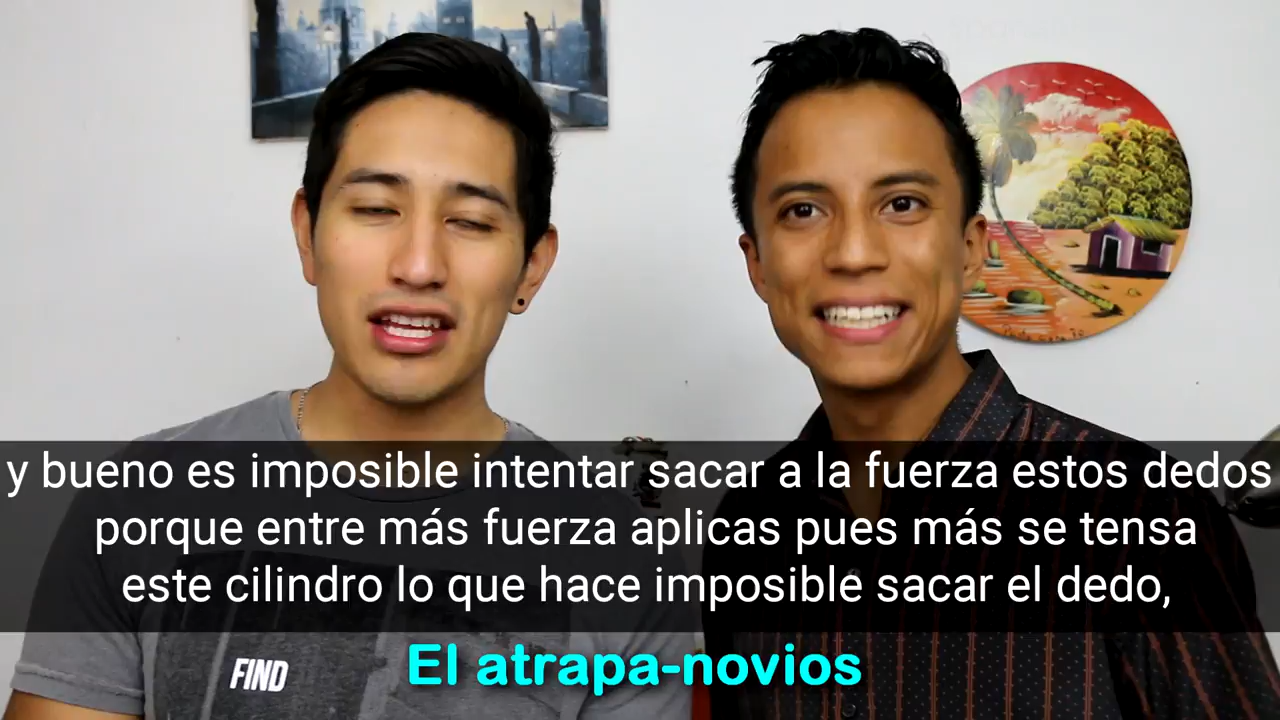 y bueno es imposible intentar sacar a la fuerza estos dedos
porque entre más fuerza aplicas pues más se tensa
este cilindro lo que hace imposible sacar el dedo,
El atrapa-novios
FIND